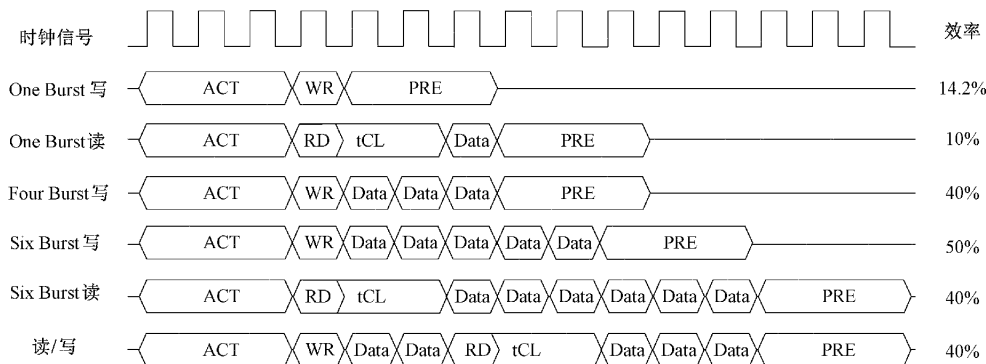 时钟信号 效率
One Burst 写 ACT WR PRE 14.2%
One Burst 读 ACT RD tCL Data PRE 10%
Four Burst 写 ACT WR Data Data Data PRE 40%
Six Burst 写 ACT WR Data Data Data Data Data PRE 50%
Six Burst 读 ACT RD tCL Data Data Data Data Data Data PRE 40%
读/写 ACT WR Data Data RD tCL Data Data Data PRE 40%